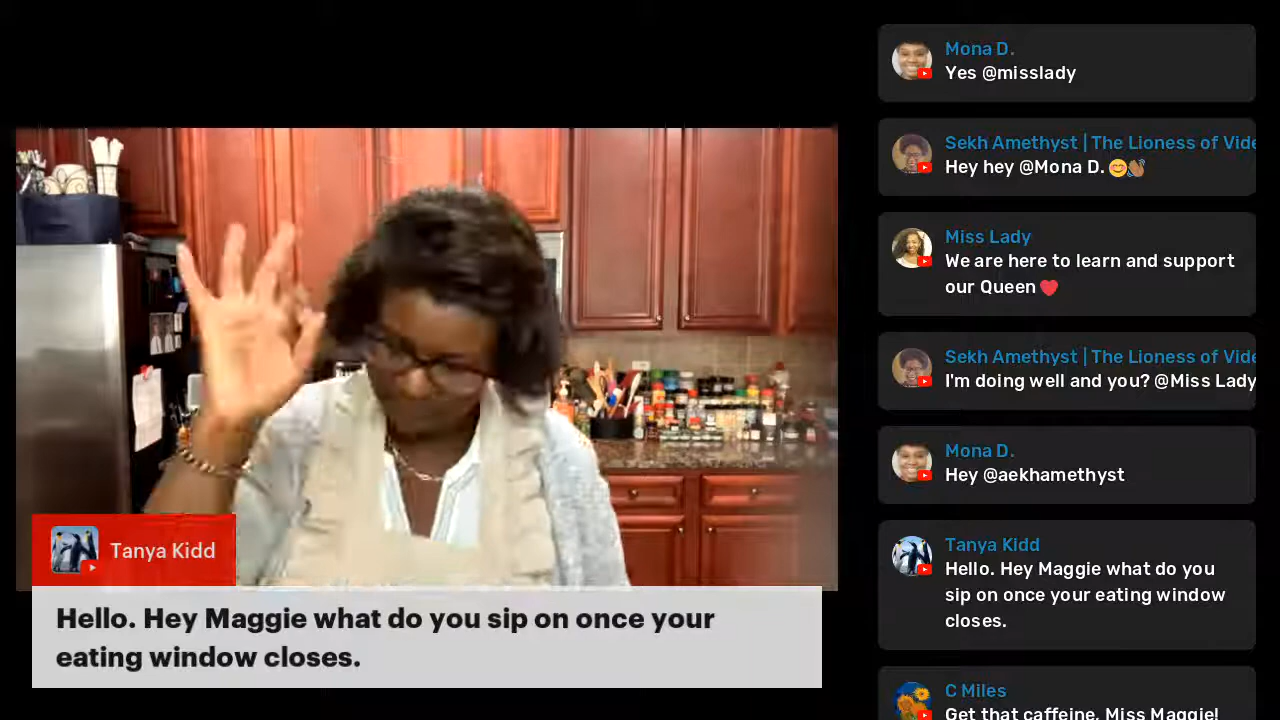 Mona D.
Yes @misslady
Sekh Amethyst | The Lioness of Vide
Hey hey @Mona D. 😊👋🏾
Miss Lady
We are here to learn and support
our Queen ❤️
Sekh Amethyst | The Lioness of Vide
I'm doing well and you? @Miss Lady
Mona D.
Hey @aekhamethyst
Tanya Kidd
Hello. Hey Maggie what do you
sip on once your eating window
closes.
C Miles
Get that caffeine, Miss Maggie!
Tanya Kidd
Hello. Hey Maggie what do you sip on once your
eating window closes.